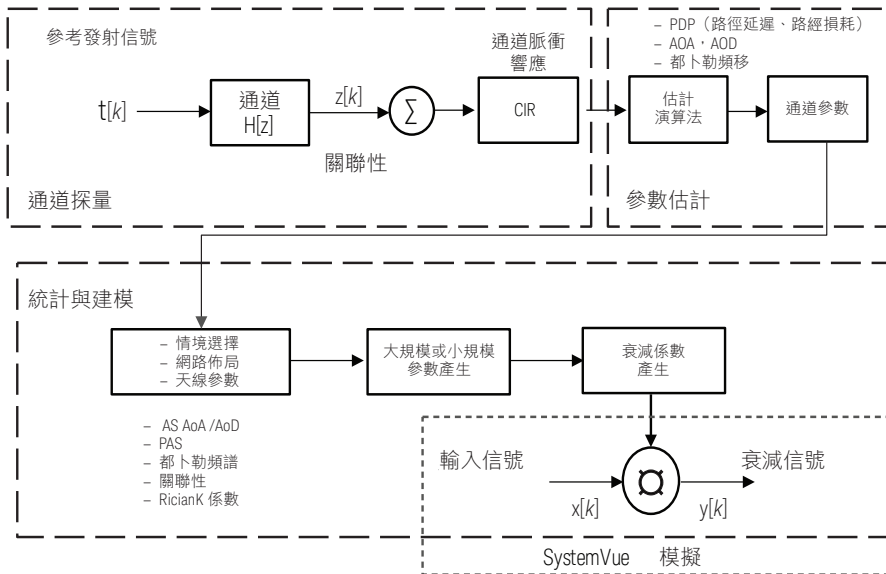 參考發射信號
t[k]
通道
H[z]
z[k]
∑
關聯性
通道脈衝
響應
CIR
通道探量
– PDP（路徑延遲、路經損耗）
– AOA，AOD
– 都卜勒頻移
估計
演算法
通道參數
參數估計
統計與建模
– 情境選擇
– 網路佈局
– 天線參數
大規模或小規模
參數產生
衰減係數
產生
– AS AoA /AoD
– PAS
– 都卜勒頻譜
– 關聯性
– RicianK 係數
輸入信號
x[k]
衰減信號
y[k]
SystemVue 模擬